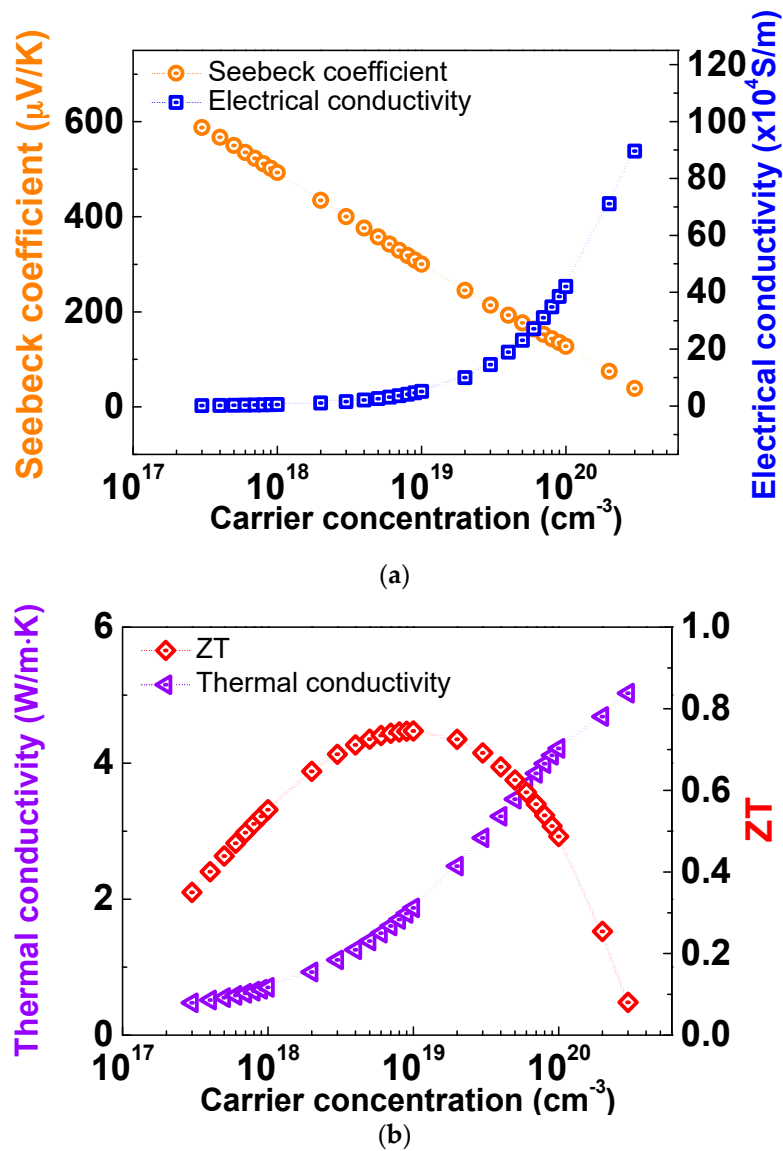 Seebeck coefficient (μV/K)
Seebeck coefficient
Electrical conductivity
600
400
200
0
120
100
80
60
40
20
0
Electrical conductivity (x10⁴S/m)
10¹⁷
10¹⁸
10¹⁹
10²⁰
Carrier concentration (cm⁻³)
(a)
Thermal conductivity (W/m·K)
ZT
Thermal conductivity
6
4
2
0
1.0
0.8
0.6
0.4
0.2
0.0
ZT
10¹⁷
10¹⁸
10¹⁹
10²⁰
Carrier concentration (cm⁻³)
(b)